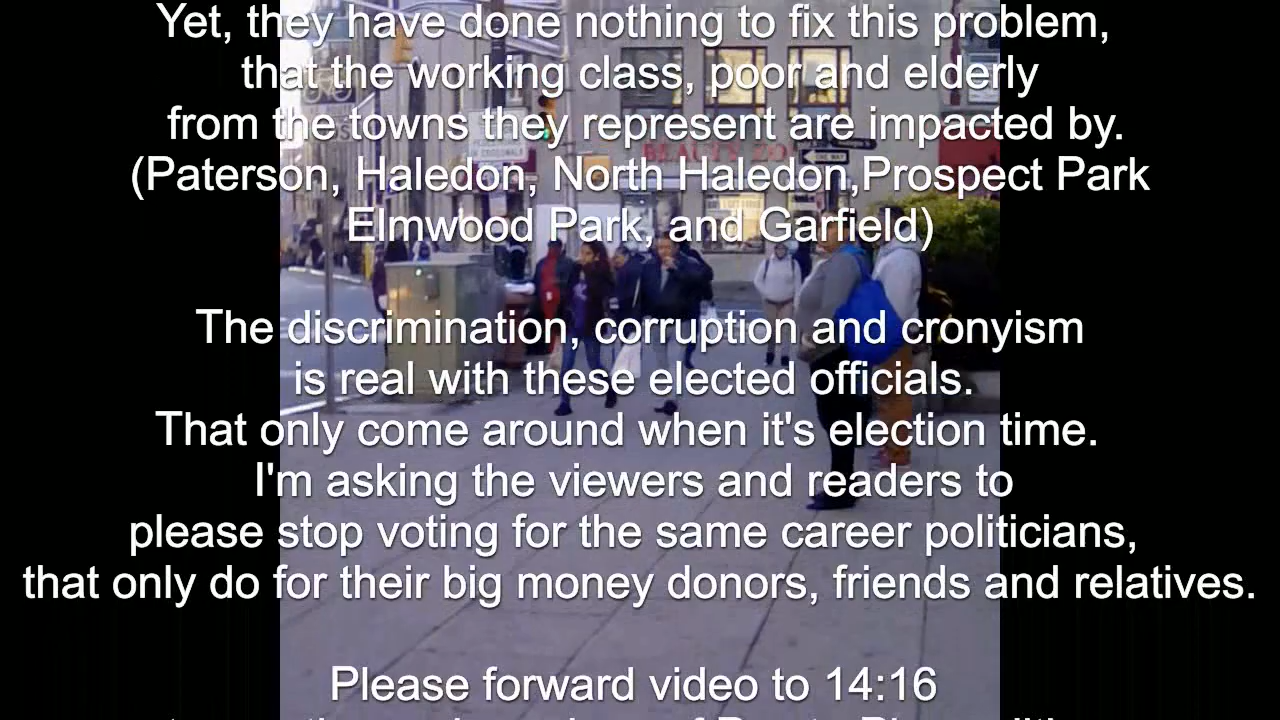 Yet, they have done nothing to fix this problem,
that the working class, poor and elderly
from the towns they represent are impacted by.
(Paterson, Haledon, North Haledon,Prospect Park
Elmwood Park, and Garfield)
The discrimination, corruption and cronyism
is real with these elected officials.
That only come around when it's election time.
I'm asking the viewers and readers to
please stop voting for the same career politicians,
that only do for their big money donors, friends and relatives.
Please forward video to 14:16
BEAUTY
ONE WAY